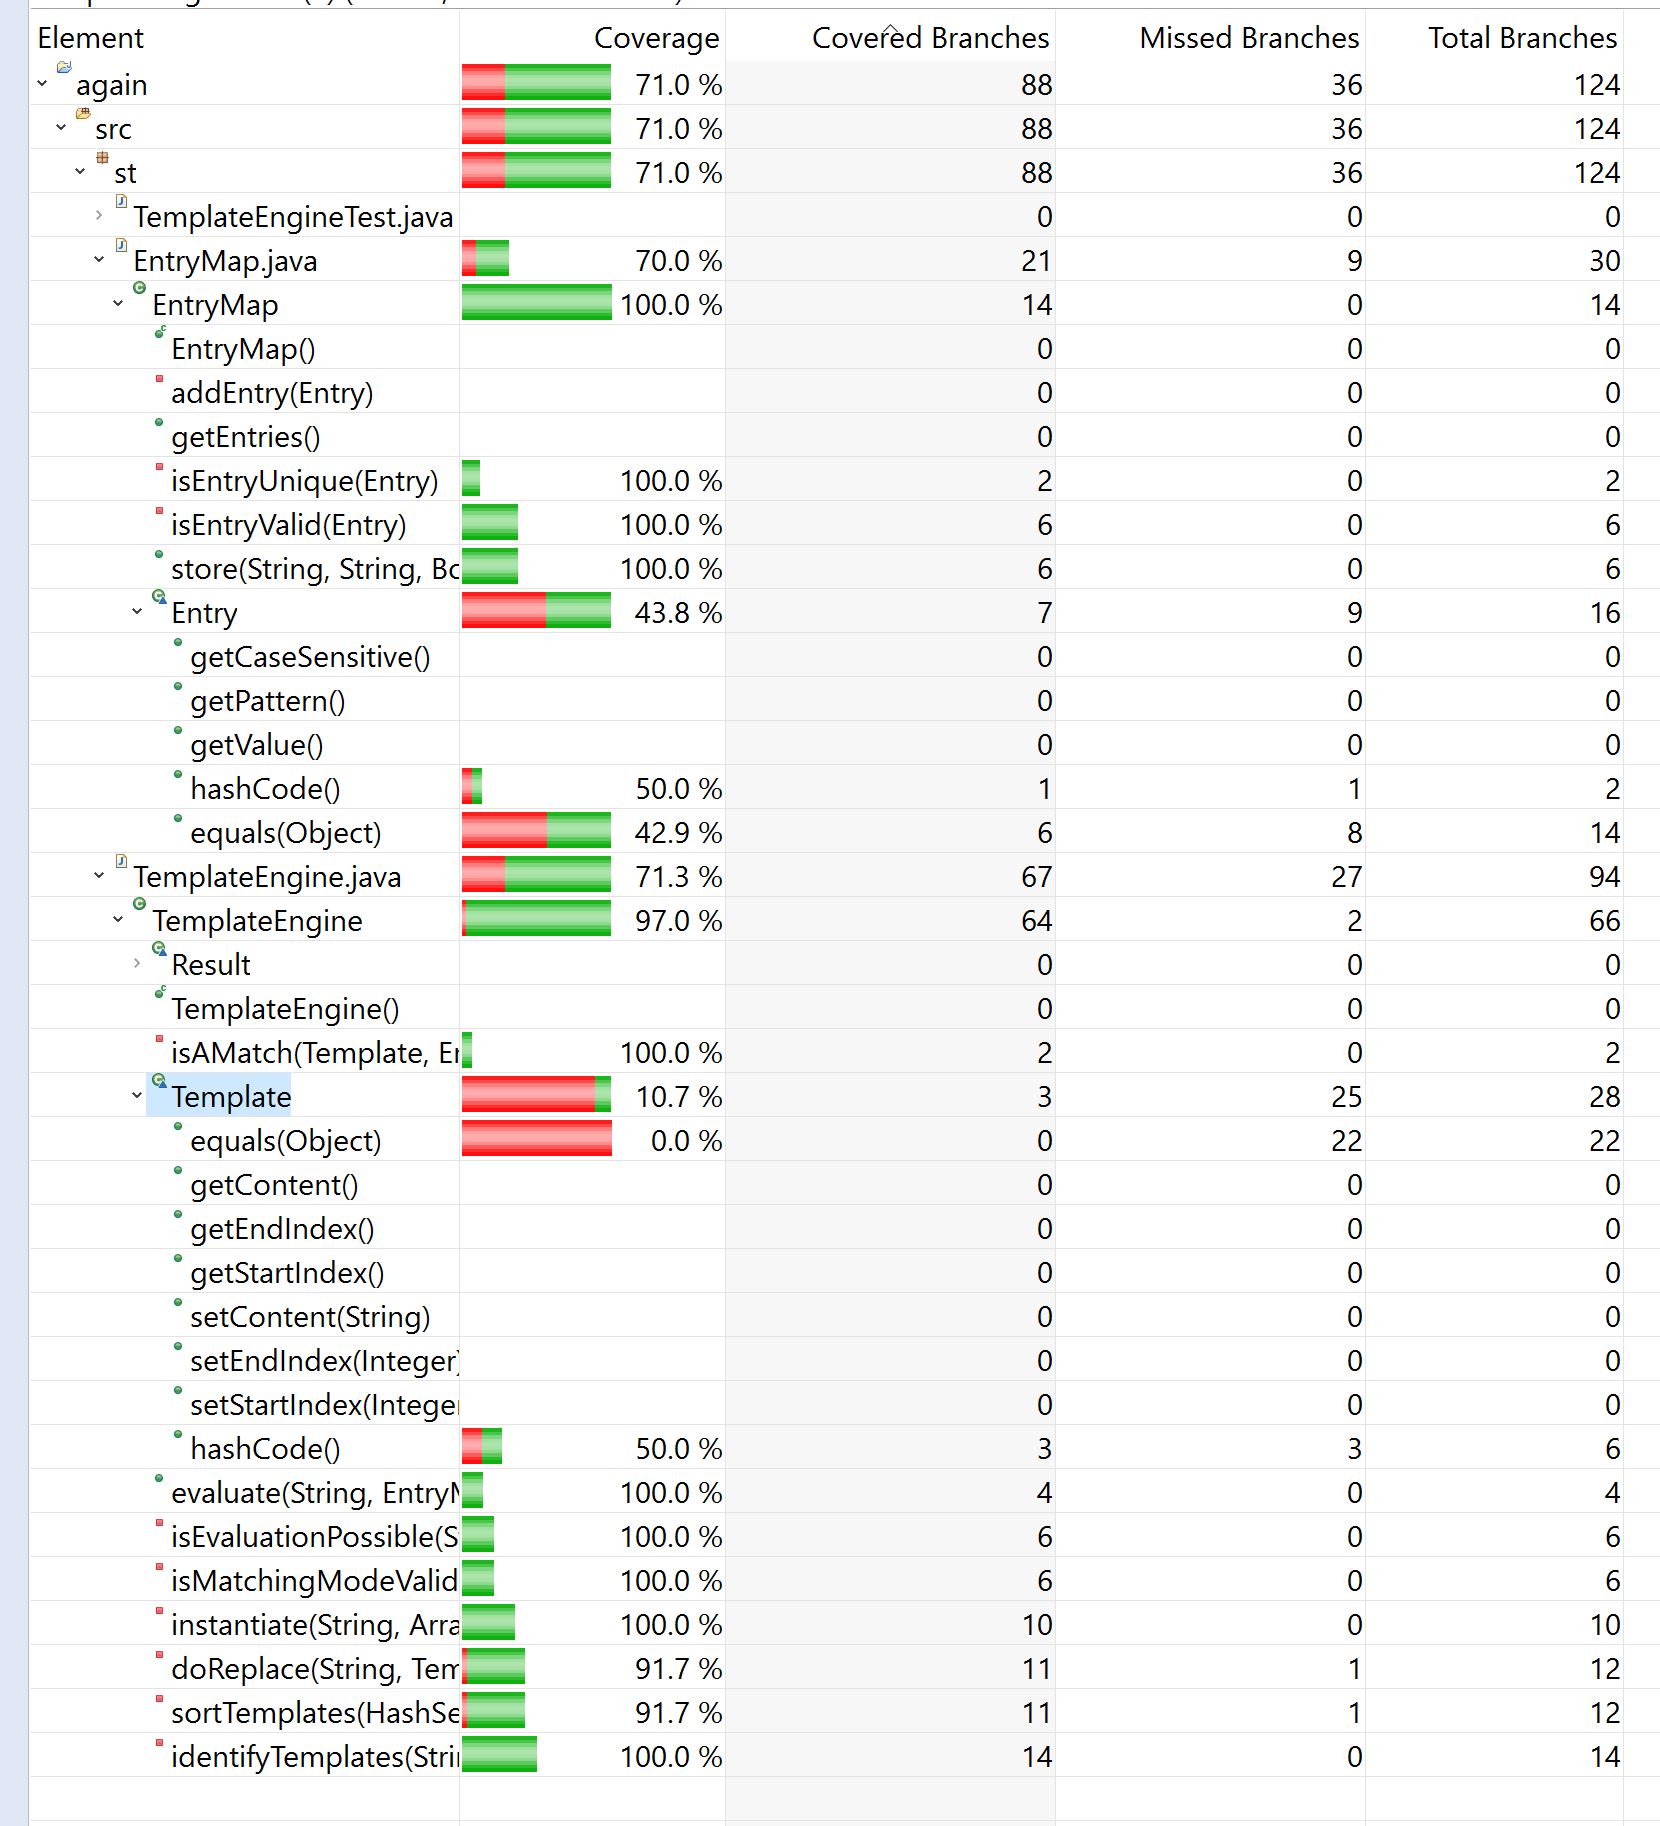 Element Coverage Covered Branches Missed Branches Total Branches
again 71.0 % 88 36 124
src 71.0 % 88 36 124
st 71.0 % 88 36 124
TemplateEngineTest.java 0 0 0
EntryMap.java 70.0 % 21 9 30
EntryMap 100.0 % 14 0 14
EntryMap() 0 0 0
addEntry(Entry) 0 0 0
getEntries() 0 0 0
isEntryUnique(Entry) 100.0 % 2 0 2
isEntryValid(Entry) 100.0 % 6 0 6
store(String, String, Bo 100.0 % 6 0 6
Entry 43.8 % 7 9 16
getCaseSensitive() 0 0 0
getPattern() 0 0 0
getValue() 0 0 0
hashCode() 50.0 % 1 1 2
equals(Object) 42.9 % 6 8 14
TemplateEngine.java 71.3 % 67 27 94
TemplateEngine 97.0 % 64 2 66
Result 0 0 0
TemplateEngine() 0 0 0
isAMatch(Template, En 100.0 % 2 0 2
Template 10.7 % 3 25 28
equals(Object) 0.0 % 0 22 22
getContent() 0 0 0
getEndIndex() 0 0 0
getStartIndex() 0 0 0
setContent(String) 0 0 0
setEndIndex(Integer) 0 0 0
setStartIndex(Intege 0 0 0
hashCode() 50.0 % 3 3 6
evaluate(String, EntryM 100.0 % 4 0 4
isEvaluationPossible(S 100.0 % 6 0 6
isMatchingModeValid 100.0 % 6 0 6
instantiate(String, Arra 100.0 % 10 0 10
doReplace(String, Tem 91.7 % 11 1 12
sortTemplates(HashSe 91.7 % 11 1 12
identifyTemplates(Stri 100.0 % 14 0 14